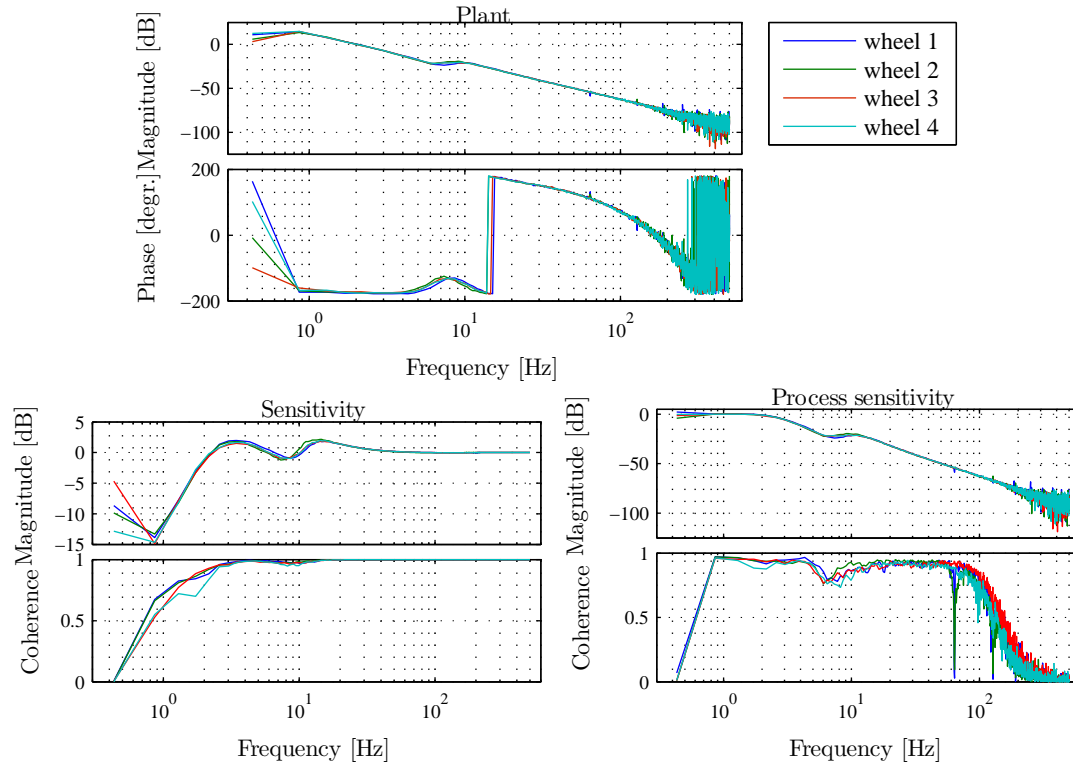 Plant
Magnitude [dB]
0
−50
−100
wheel 1
wheel 2
wheel 3
wheel 4
Phase [degr.]
200
0
−200
10^0
10^1
10^2
Frequency [Hz]
Sensitivity
Magnitude [dB]
5
0
−5
−10
−15
Coherence
1
0.5
0
10^0
10^1
10^2
Frequency [Hz]
Process sensitivity
Magnitude [dB]
0
−50
−100
Coherence
1
0.5
0
10^0
10^1
10^2
Frequency [Hz]